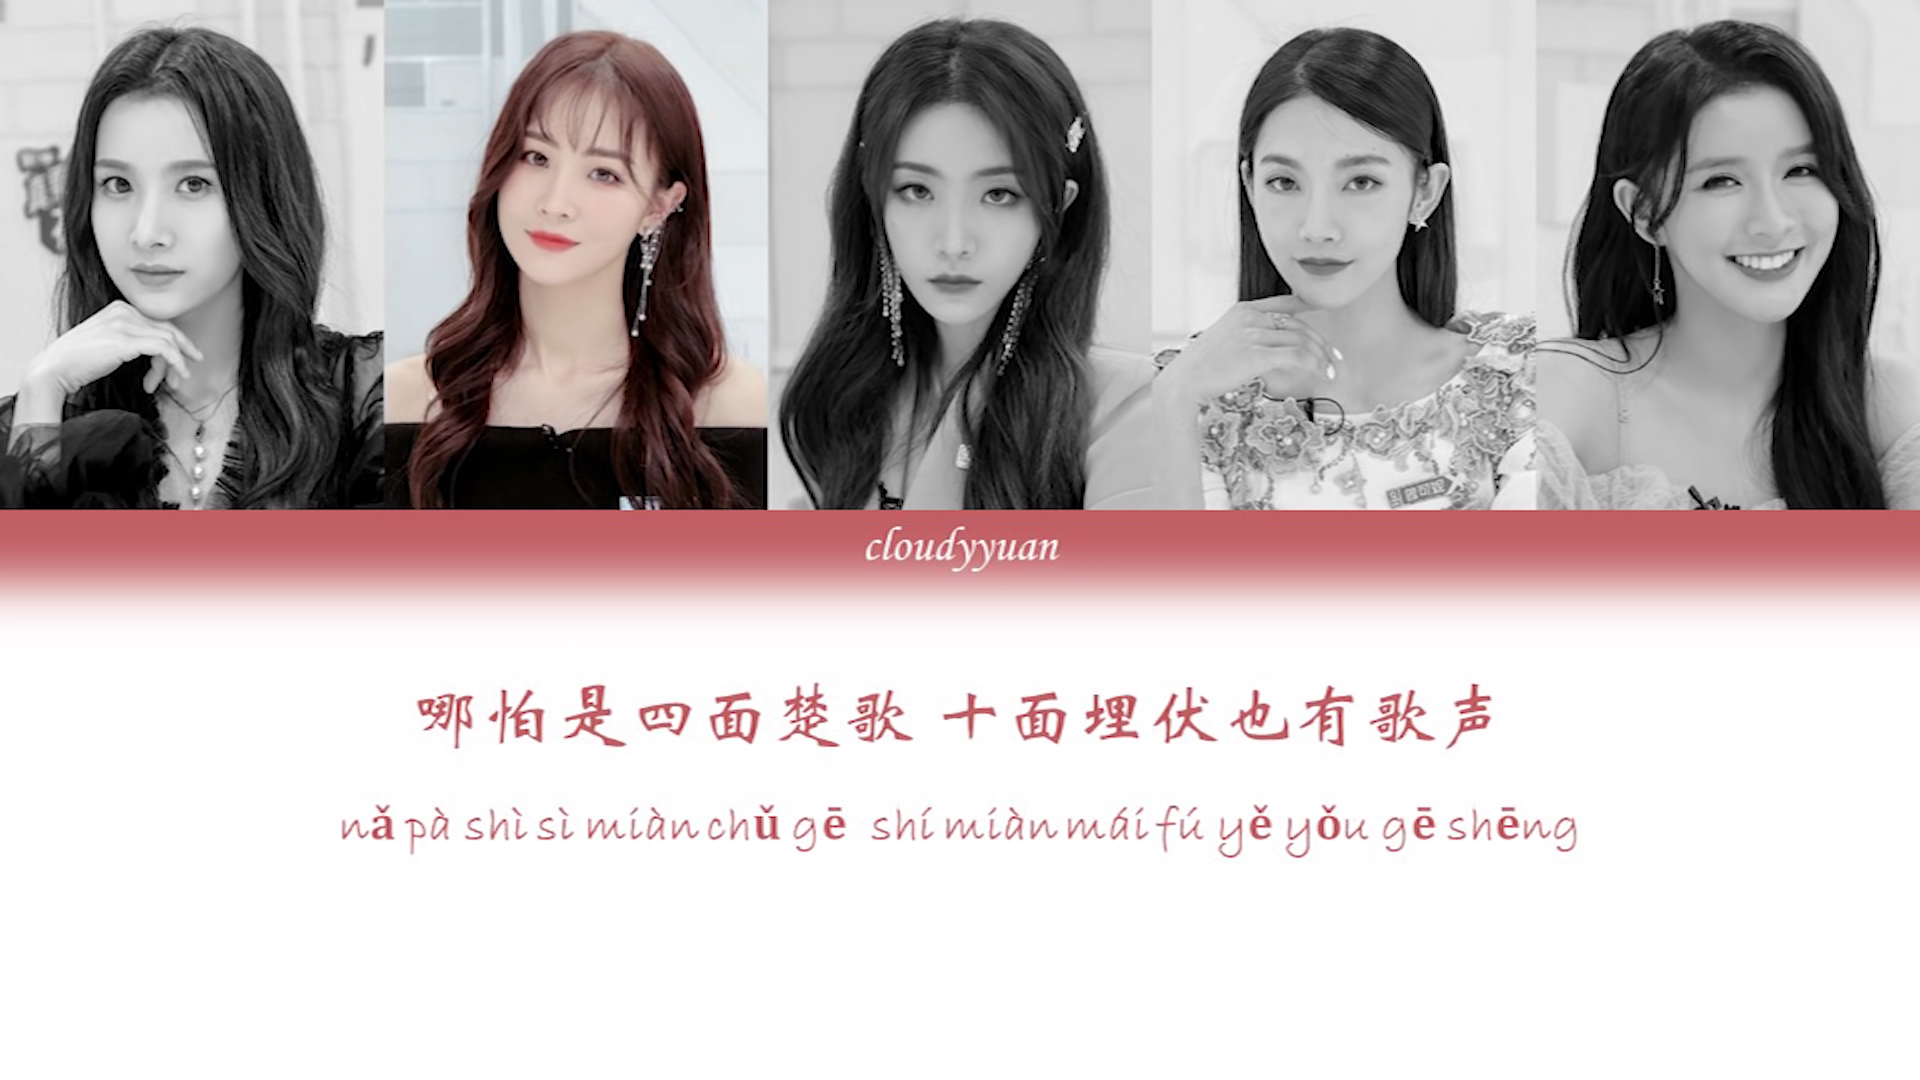 cloudyyuan
哪怕是四面楚歌 十面埋伏也有歌声
nǎ pà shì sì miàn chǔ gē shí miàn mái fú yě yǒu gē shēng